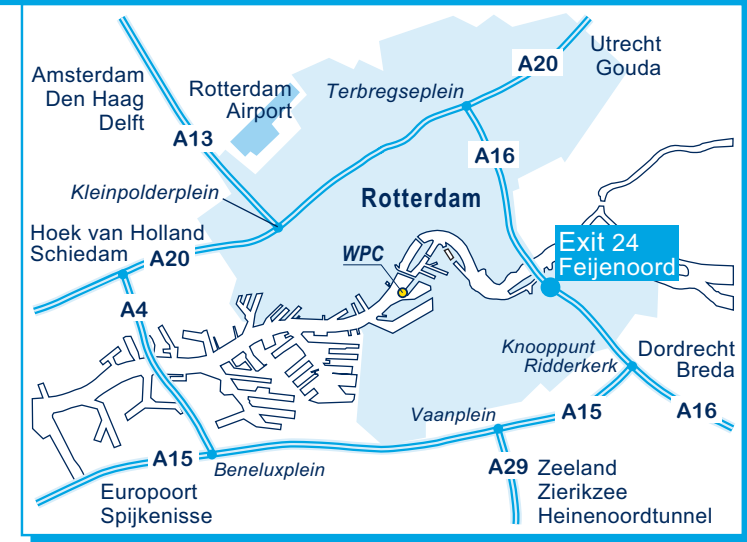 Utrecht
Gouda
A20
Amsterdam
Den Haag
Delft
Rotterdam
Airport
Terbregseplein
A13
A16
Kleinpolderplein
Rotterdam
Hoek van Holland
Schiedam
A20
WPC
Exit 24
Feijenoord
A4
Knooppunt
Ridderkerk
Dordrecht
Breda
Vaanplein
A15
A16
A15
Beneluxplein
A29
Zeeland
Zierikzee
Heinenoordtunnel
Europoort
Spijkenisse